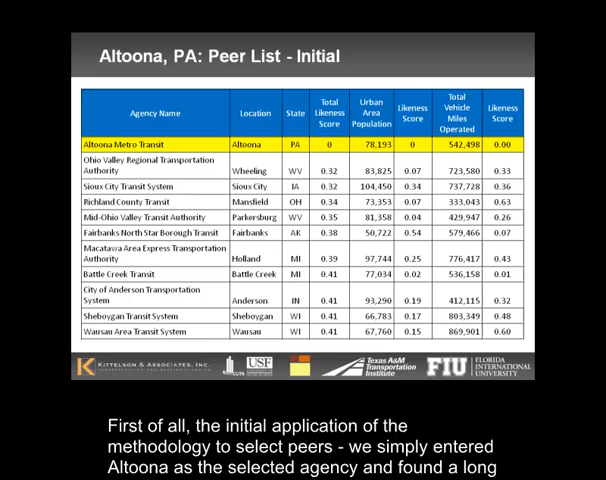 Altoona, PA: Peer List - Initial
Agency Name Location State Total Likeness Score Urban Area Population Likeness Score Total Vehicle Miles Operated Likeness Score
Altoona Metro Transit Altoona PA 0 78,193 0 542,498 0.00
Ohio Valley Regional Transportation
Authority Wheeling WV 0.32 83,825 0.07 723,580 0.33
Sioux City Transit System Sioux City IA 0.32 104,450 0.34 737,728 0.36
Richland County Transit Mansfield OH 0.34 73,353 0.07 333,043 0.63
Mid-Ohio Valley Transit Authority Parkersburg WV 0.35 81,358 0.04 429,947 0.26
Fairbanks North Star Borough Transit Fairbanks AK 0.38 50,722 0.54 579,466 0.07
Macatawa Area Express Transportation
Authority Holland MI 0.39 97,744 0.25 776,417 0.43
Battle Creek Transit Battle Creek MI 0.41 77,034 0.02 536,158 0.01
City of Anderson Transportation
System Anderson IN 0.41 93,290 0.19 412,115 0.32
Sheboygan Transit Sheboygan WI 0.41 66,783 0.17 803,349 0.48
Wausau Area Transit System Wausau WI 0.41 67,760 0.15 869,901 0.60
KITTELSON & ASSOCIATES, INC.
CUTR
USF
Texas A&M
Transportation
Institute
FIU
FLORIDA
INTERNATIONAL
UNIVERSITY
First of all, the initial application of the
methodology to select peers - we simply entered
Altoona as the selected agency and found a long